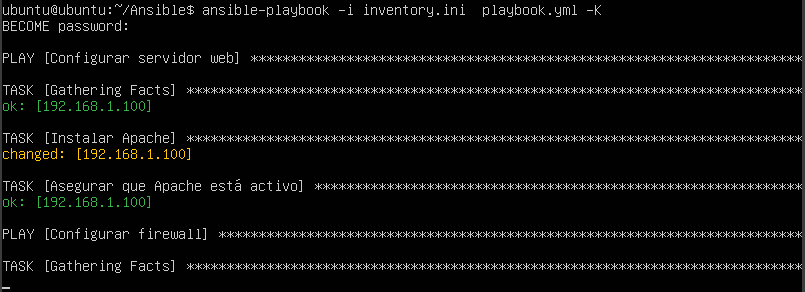 ubuntu@ubuntu:~/Ansible$ ansible-playbook -i inventory.ini  playbook.yml -K
BECOME password:
PLAY [Configurar servidor web] *********************************************************************
TASK [Gathering Facts] *****************************************************************************
ok: [192.168.1.100]
TASK [Instalar Apache] *****************************************************************************
changed: [192.168.1.100]
TASK [Asegurar que Apache está activo] *************************************************************
ok: [192.168.1.100]
PLAY [Configurar firewall] *************************************************************************
TASK [Gathering Facts] *****************************************************************************
_